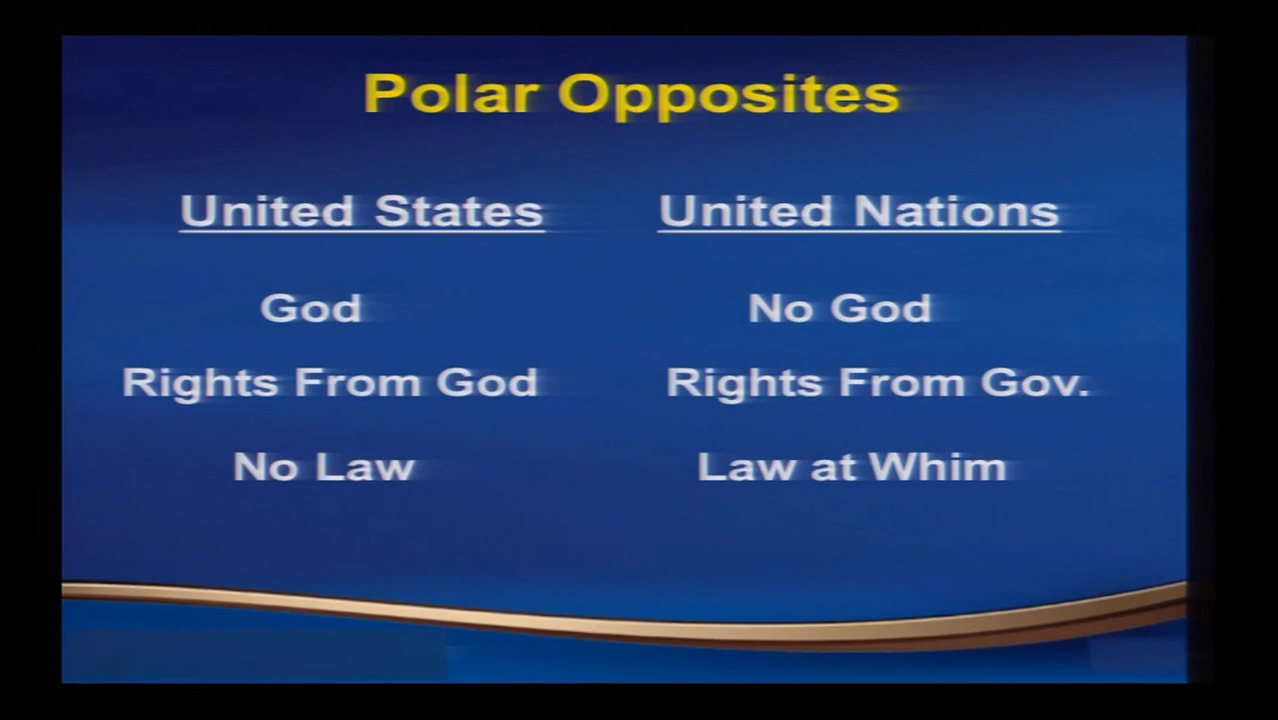 Polar Opposites
United States
United Nations
God
No God
Rights From God
Rights From Gov.
No Law
Law at Whim